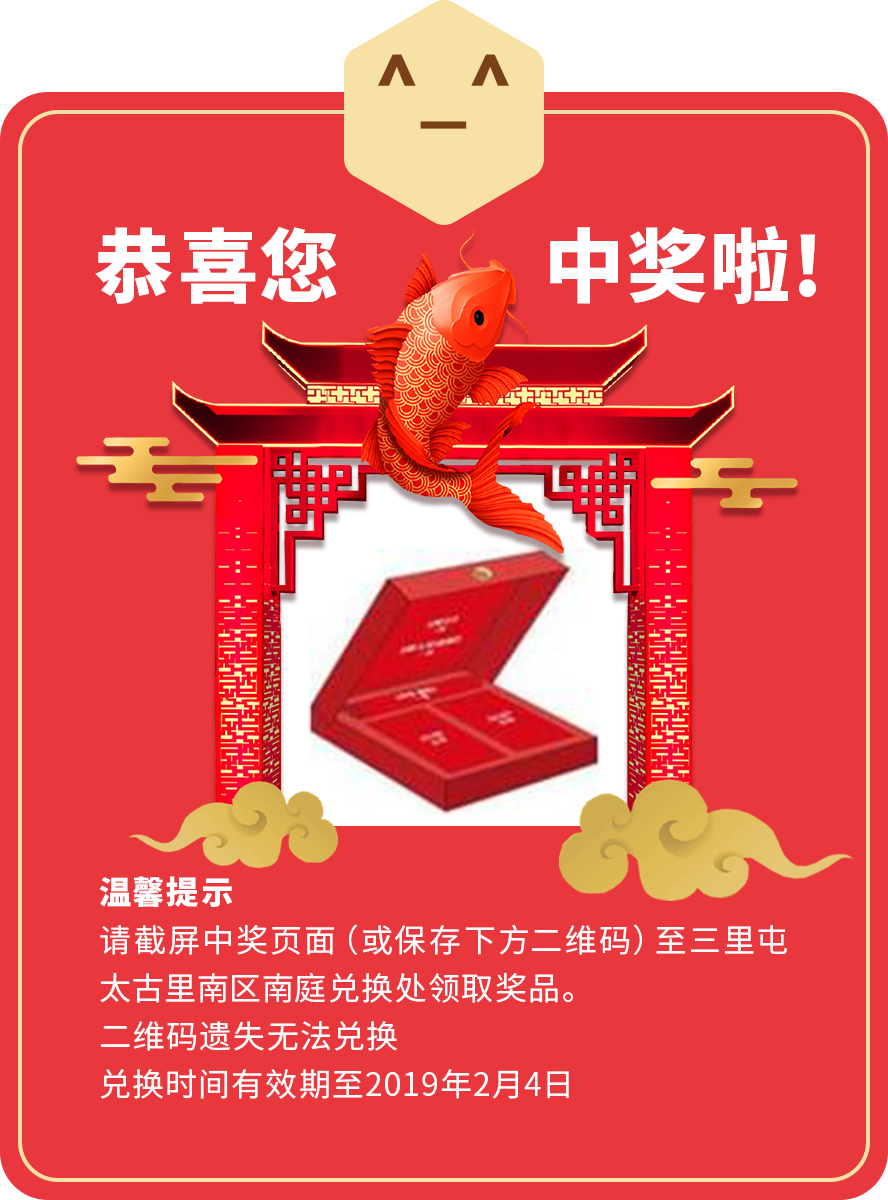 恭喜您 中奖啦!
温馨提示
请截屏中奖页面（或保存下方二维码）至三里屯
太古里南区南庭兑换处领取奖品。
二维码遗失无法兑换
兑换时间有效期至2019年2月4日